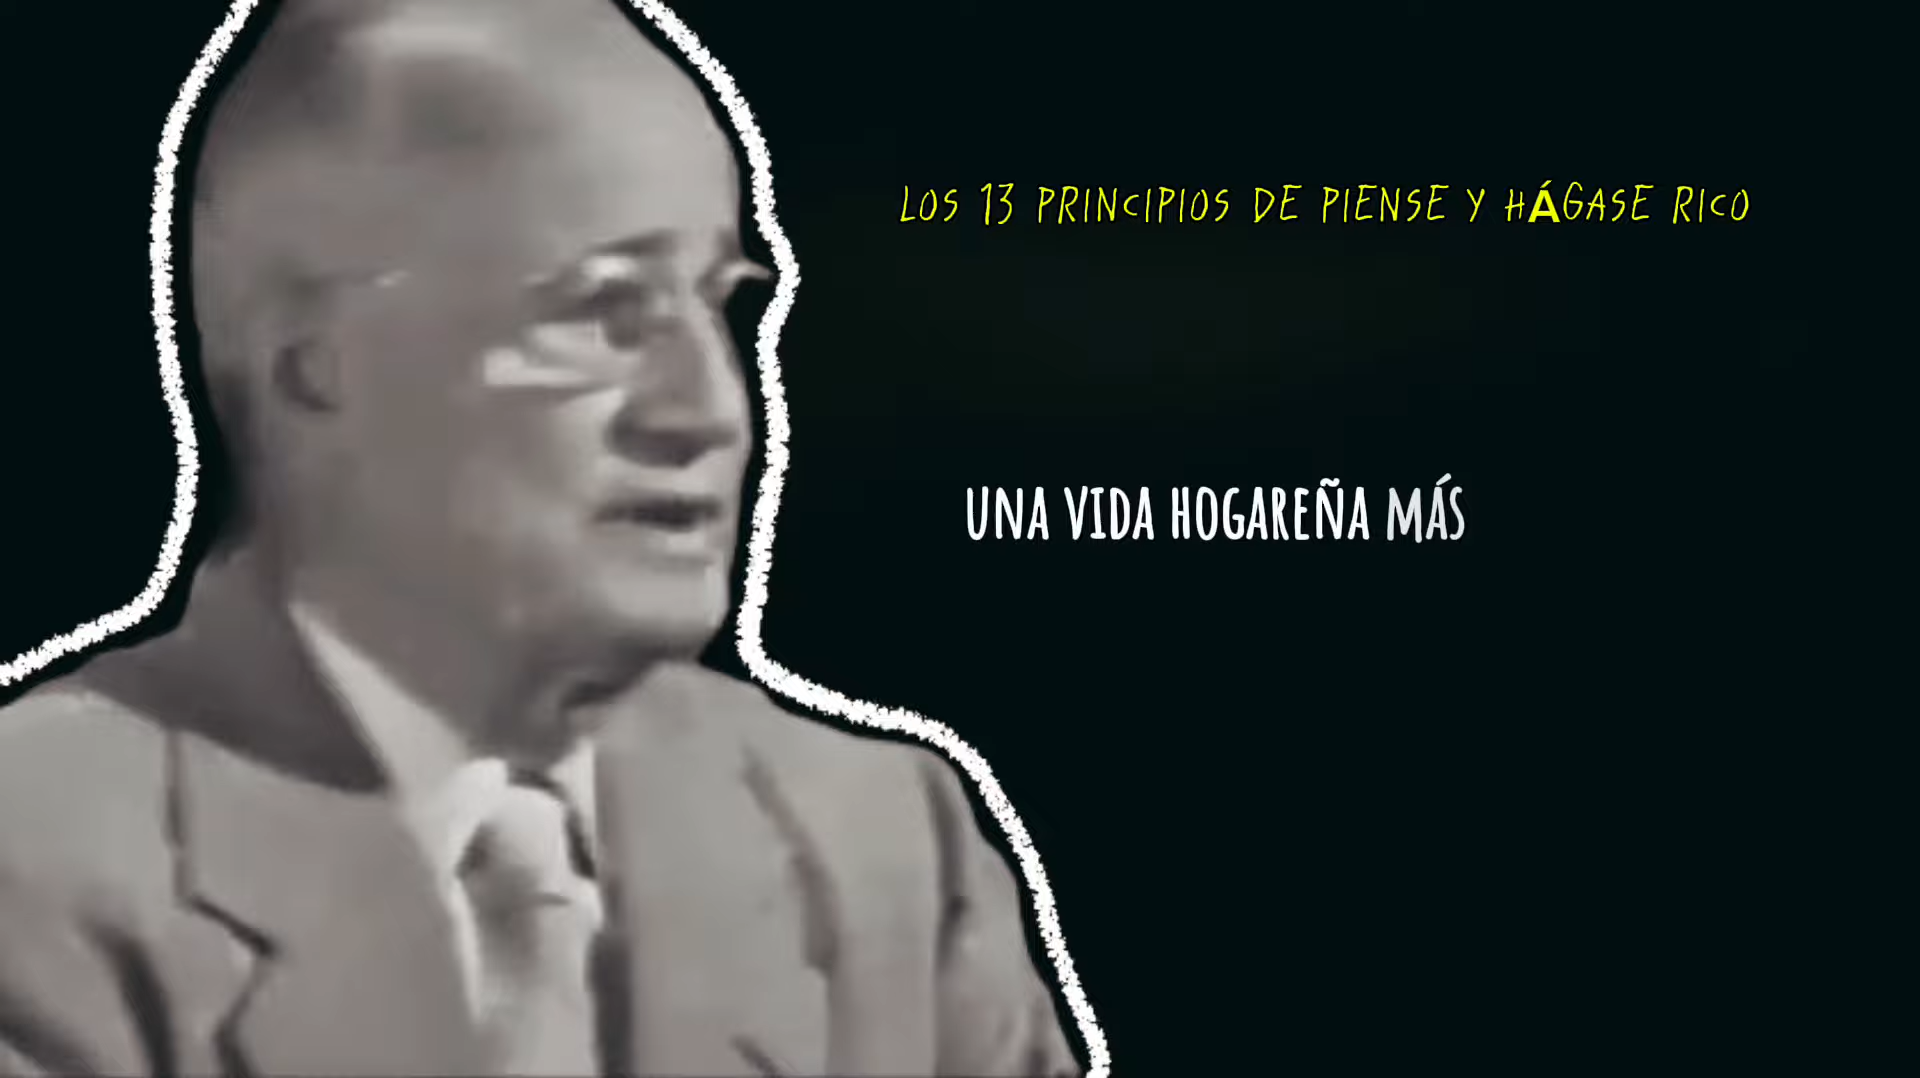 LOS 13 PRINCIPIOS DE PIENSE Y HÁGASE RICO
UNA VIDA HOGAREÑA MÁS